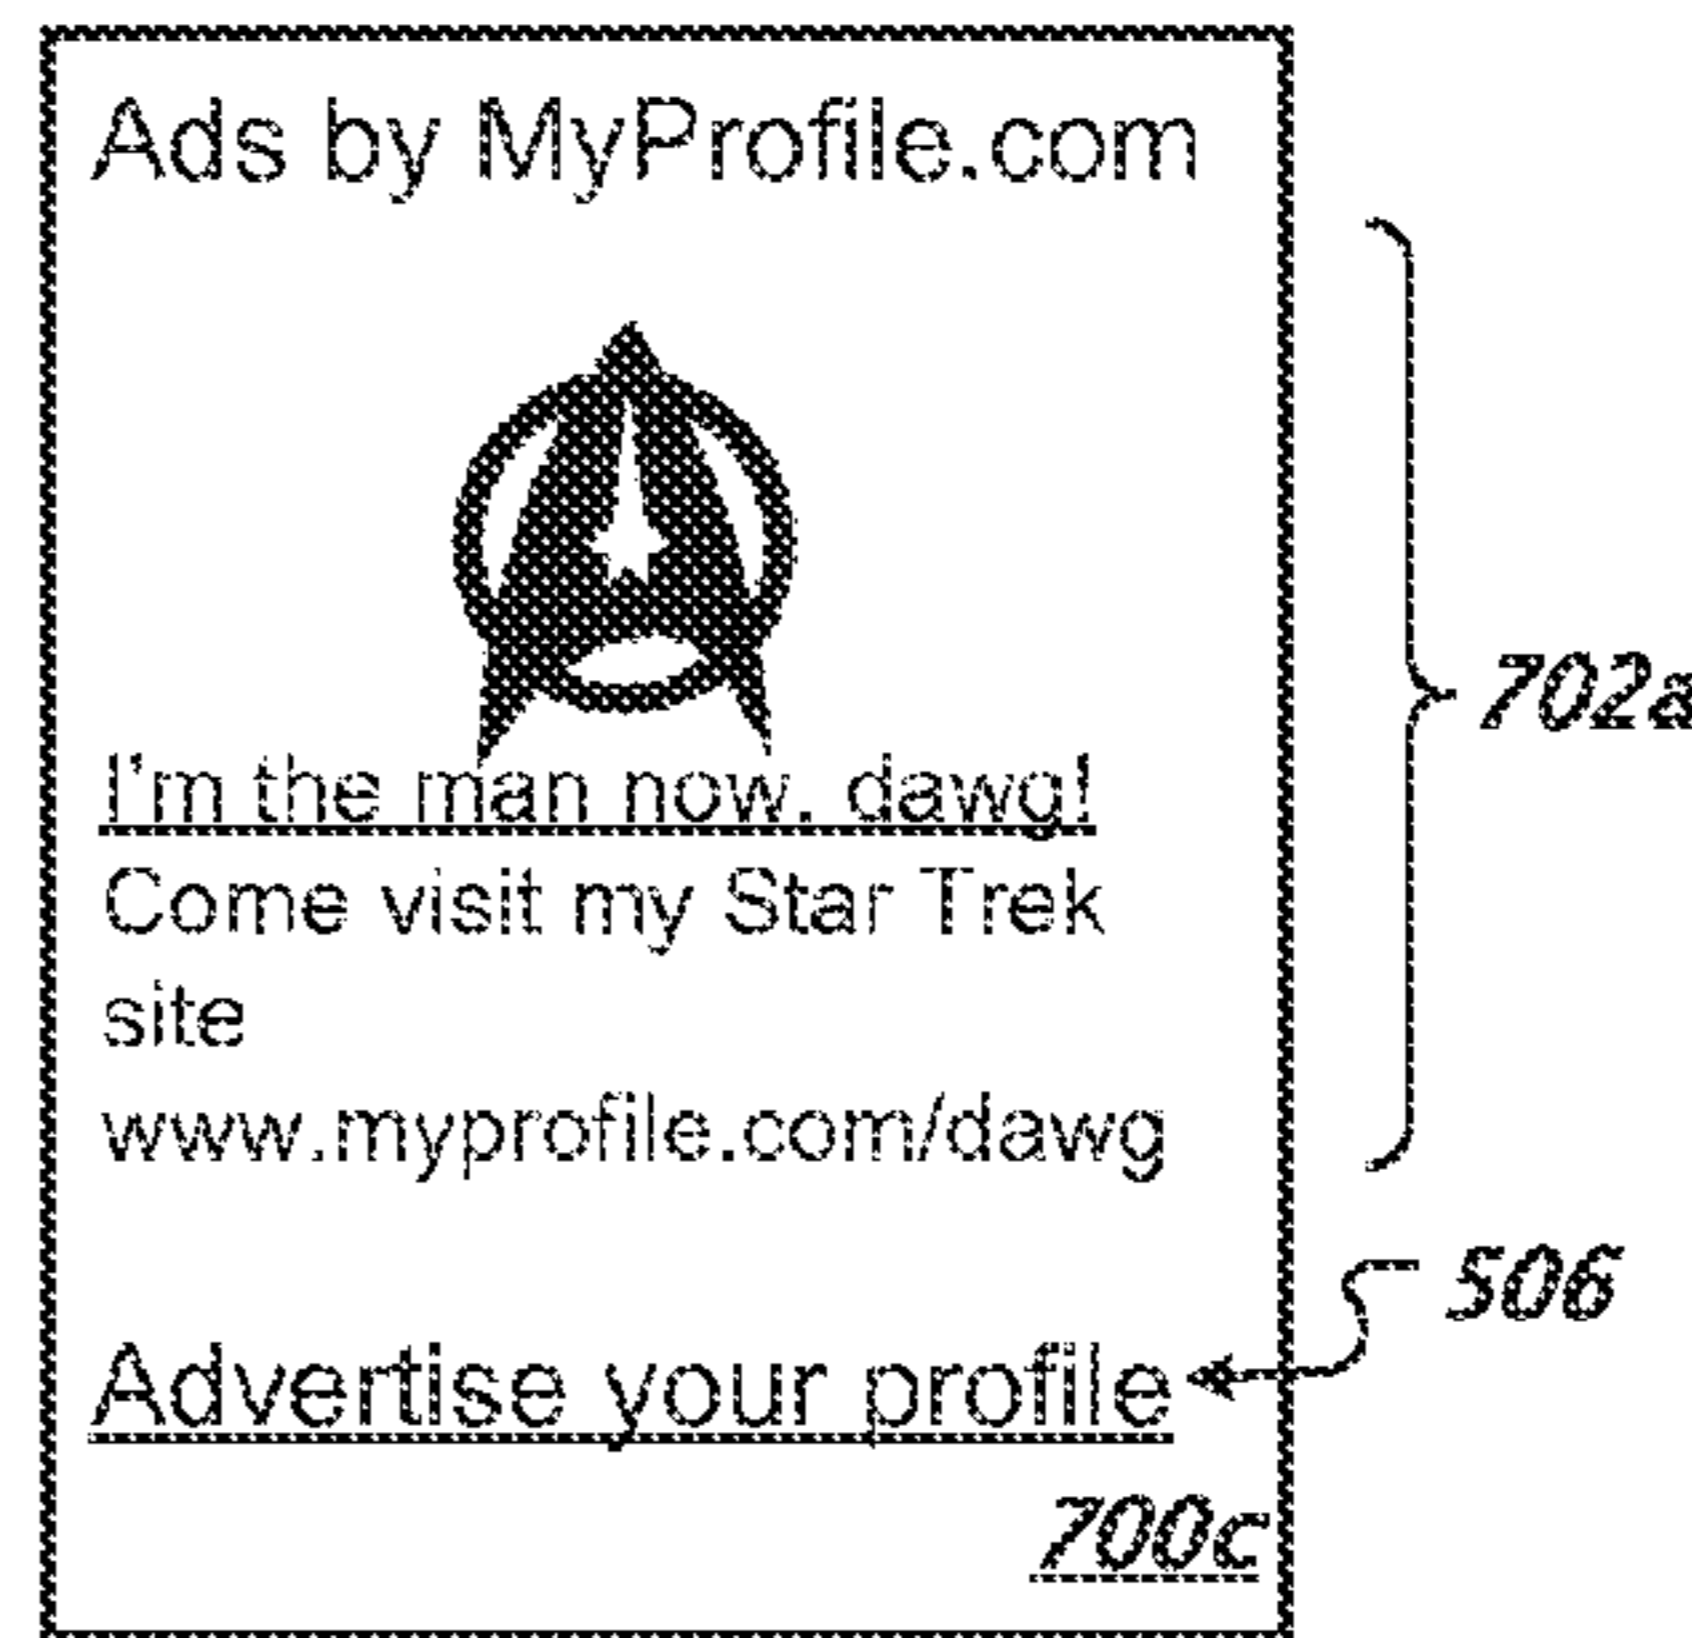 Ads by MyProfile.com
702a
I'm the man now. dawg!
Come visit my Star Trek
site
www.myprofile.com/dawg
506
Advertise your profile
700c